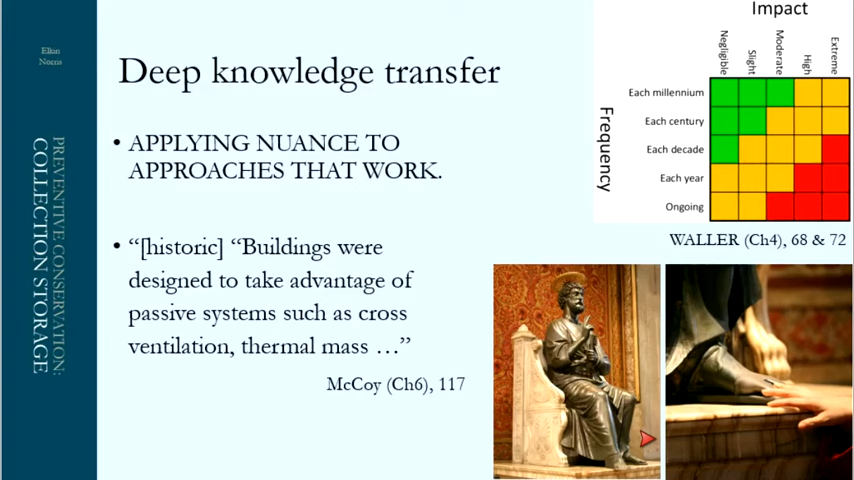 Elkin
Norris
PREVENTIVE CONSERVATION:
COLLECTION STORAGE
Deep knowledge transfer
• APPLYING NUANCE TO
APPROACHES THAT WORK.
• “[historic] “Buildings were
designed to take advantage of
passive systems such as cross
ventilation, thermal mass …”
McCoy (Ch6), 117
Impact
Negligible
Slight
Moderate
High
Extreme
Frequency
Each millennium
Each century
Each decade
Each year
Ongoing
WALLER (Ch4), 68 & 72